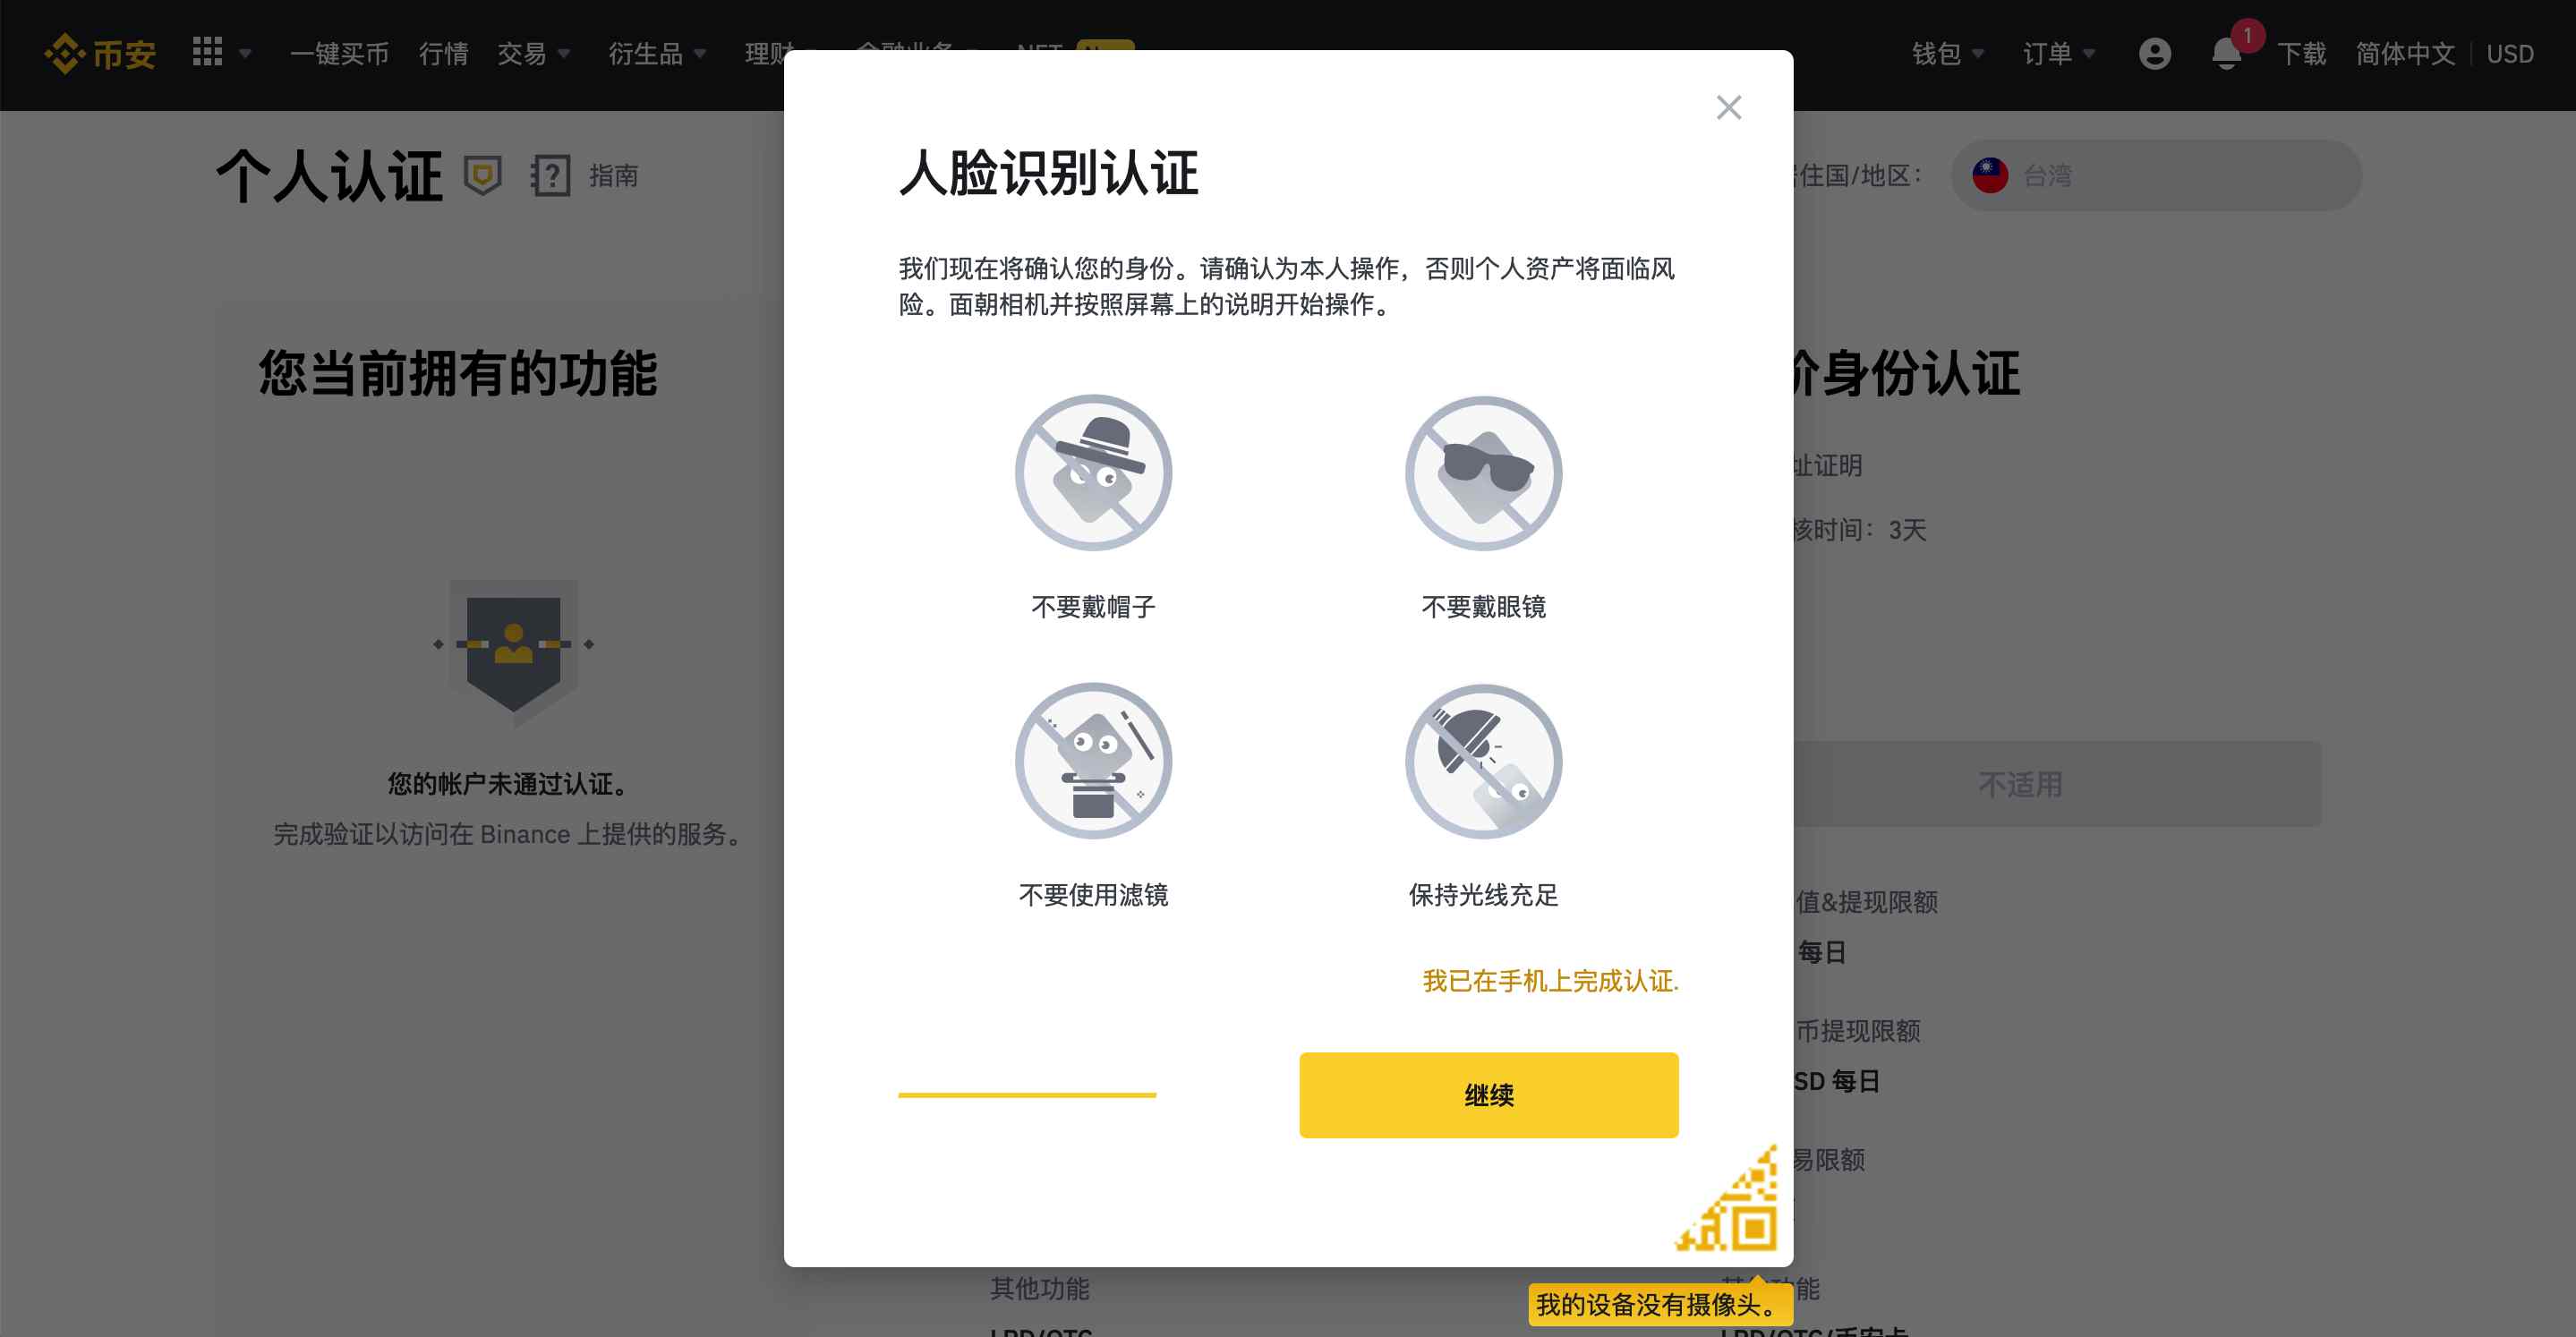 币安 一键买币 行情 交易 衍生品 理财 钱包 订单 1 下载 简体中文 USD
个人认证 指南
住国/地区： 台湾
人脸识别认证
我们现在将确认您的身份。请确认为本人操作，否则个人资产将面临风
险。面朝相机并按照屏幕上的说明开始操作。
您当前拥有的功能
您的帐户未通过认证。
完成验证以访问在 Binance 上提供的服务。
不要戴帽子
不要戴眼镜
不要使用滤镜
保持光线充足
我已在手机上完成认证.
继续
阶身份认证
址证明
核时间：3天
不适用
值&提现限额
每日
币提现限额
SD 每日
易限额
其他功能
能
我的设备没有摄像头。